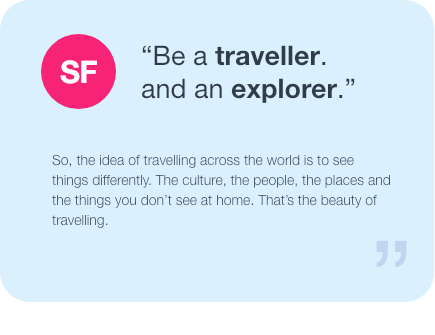 SF
“Be a traveller.
and an explorer.”
So, the idea of travelling across the world is to see
things differently. The culture, the people, the places and
the things you don’t see at home. That’s the beauty of
travelling.
”